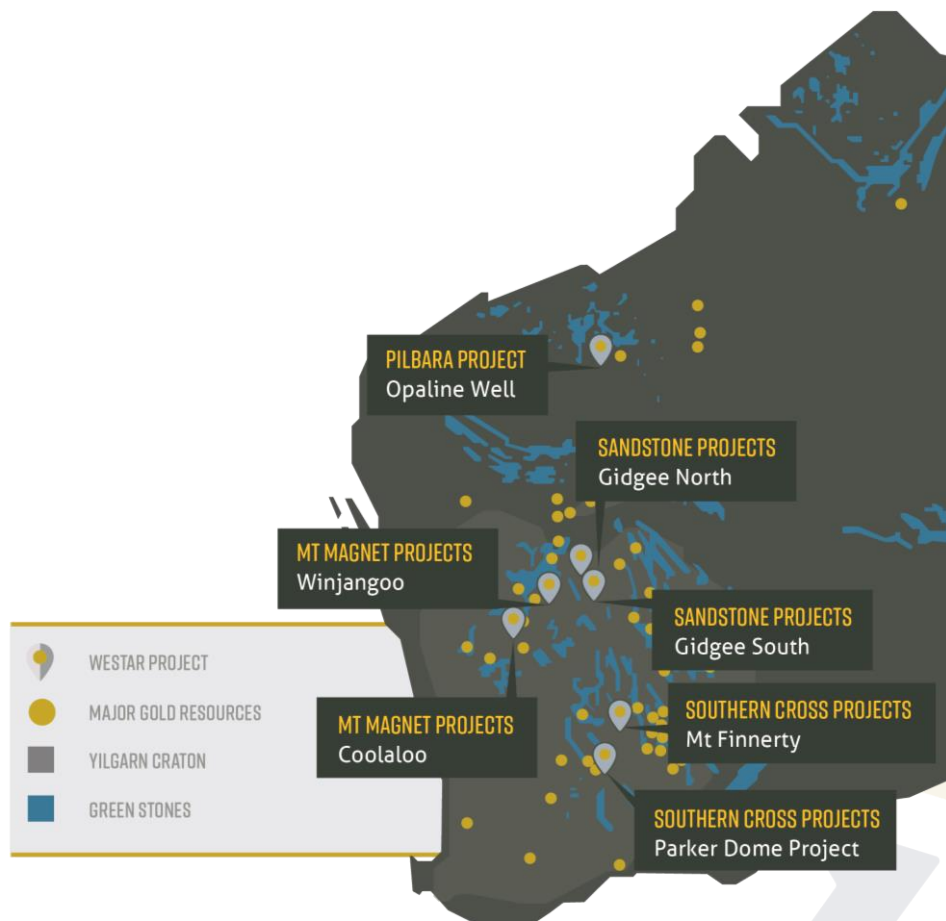 PILBARA PROJECT
Opaline Well
SANDSTONE PROJECTS
Gidgee North
MT MAGNET PROJECTS
Winjangoo
SANDSTONE PROJECTS
Gidgee South
WESTAR PROJECT
MAJOR GOLD RESOURCES
YILGARN CRATON
GREEN STONES
MT MAGNET PROJECTS
Coolaloo
SOUTHERN CROSS PROJECTS
Mt Finnerty
SOUTHERN CROSS PROJECTS
Parker Dome Project